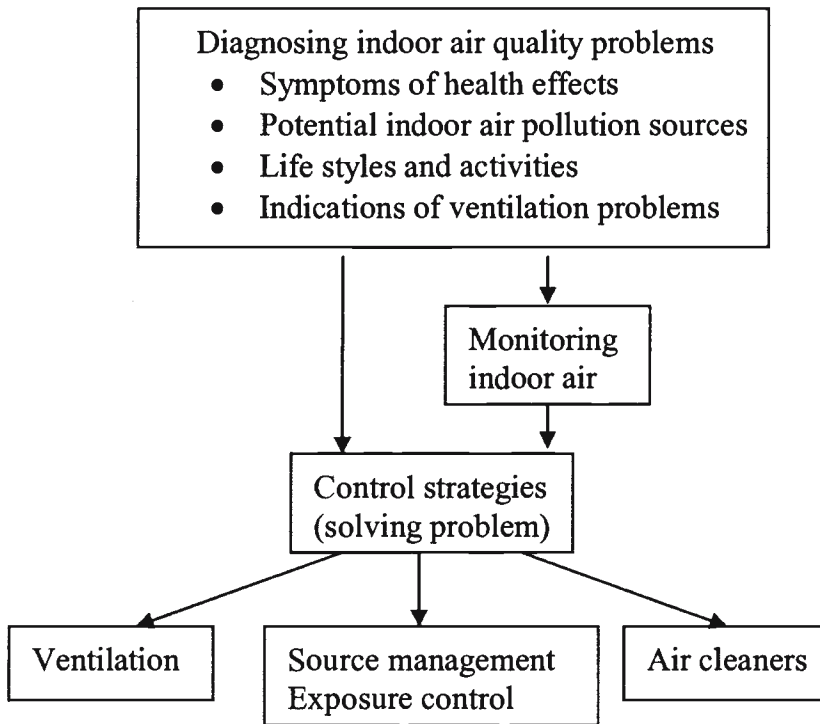 Diagnosing indoor air quality problems
• Symptoms of health effects
• Potential indoor air pollution sources
• Life styles and activities
• Indications of ventilation problems
Monitoring
indoor air
Control strategies
(solving problem)
Ventilation
Source management
Exposure control
Air cleaners